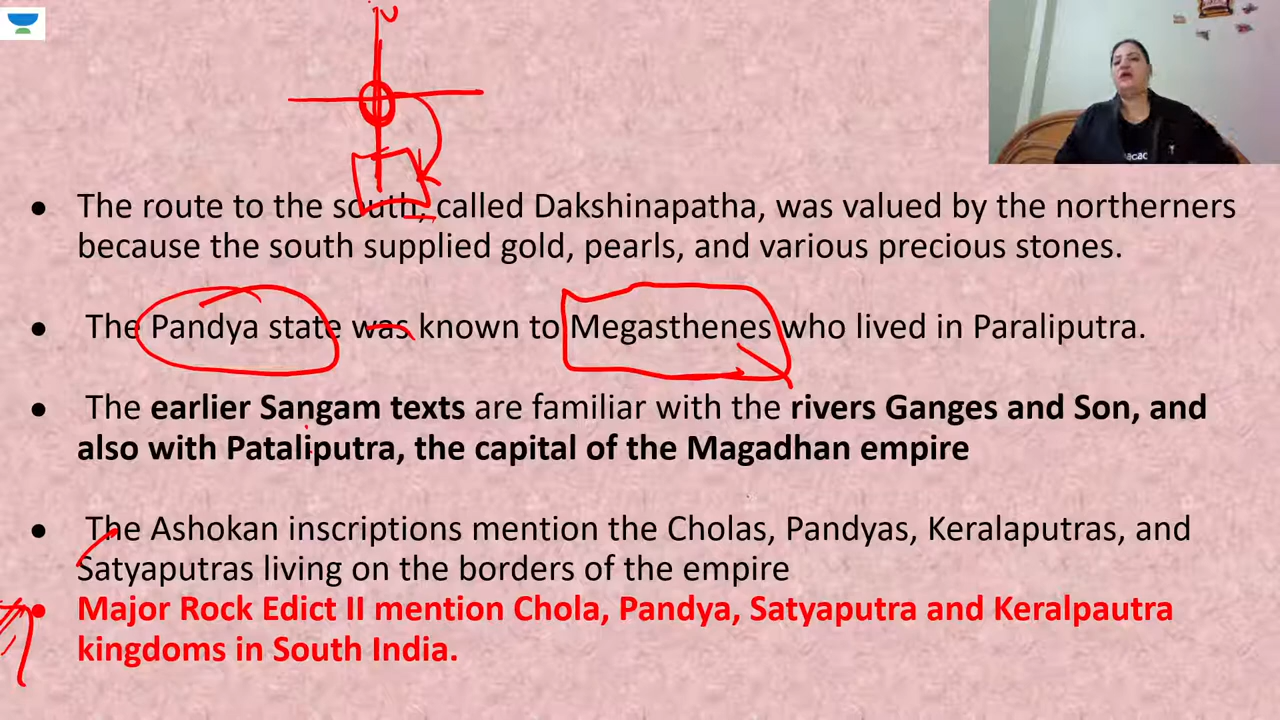 N
acac
The route to the south, called Dakshinapatha, was valued by the northerners
because the south supplied gold, pearls, and various precious stones.
The Pandya state was known to Megasthenes who lived in Paraliputra.
The earlier Sangam texts are familiar with the rivers Ganges and Son, and
also with Pataliputra, the capital of the Magadhan empire
The Ashokan inscriptions mention the Cholas, Pandyas, Keralaputras, and
Satyaputras living on the borders of the empire
Major Rock Edict II mention Chola, Pandya, Satyaputra and Keralpautra
kingdoms in South India.